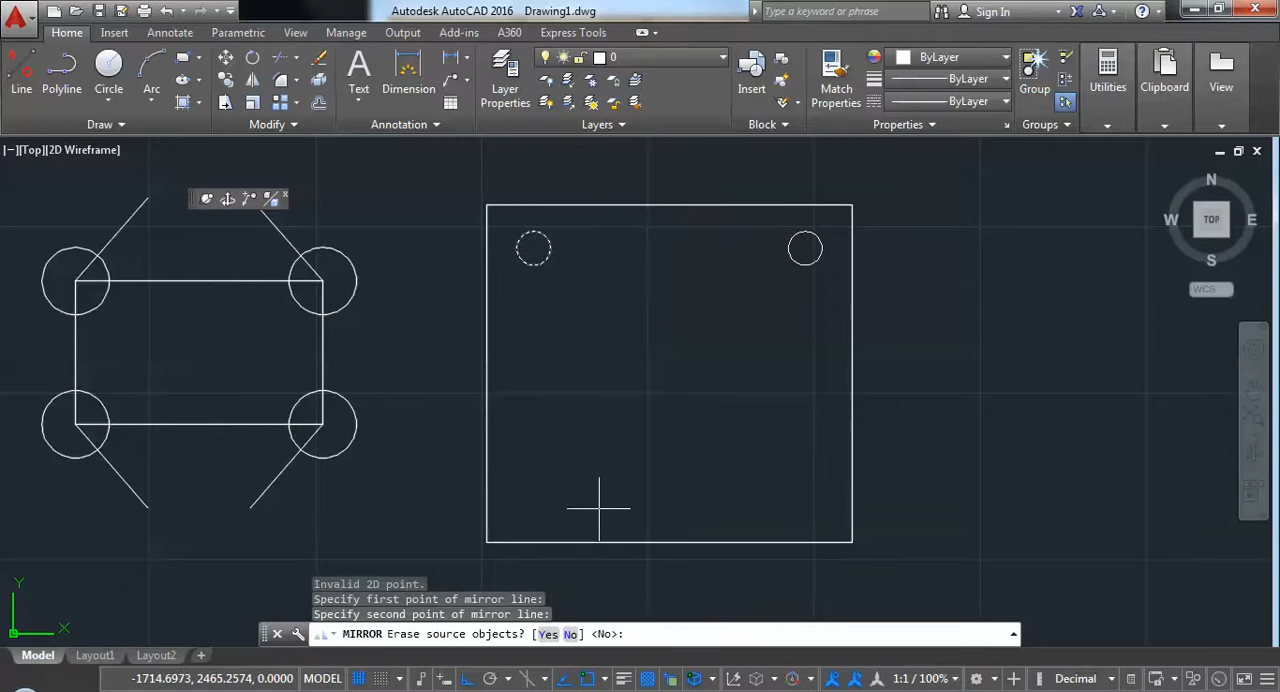 Autodesk AutoCAD 2016 Drawing1.dwg
Type a keyword or phrase
Sign In
Home Insert Annotate Parametric View Manage Output Add-ins A360 Express Tools
Line Polyline Circle Arc
Text Dimension
Layer Properties
0
Insert
Match Properties
ByLayer
ByLayer
ByLayer
Group
Utilities
Clipboard
View
Draw Modify Annotation Layers Block Properties Groups
[−][Top][2D Wireframe]
N
W TOP E
S
WCS
Invalid 2D point.
Specify first point of mirror line:
Specify second point of mirror line:
MIRROR Erase source objects? [Yes No] <No>:
Y
X
Model Layout1 Layout2 +
-1714.6973, 2465.2574, 0.0000 MODEL 1:1 / 100% Decimal